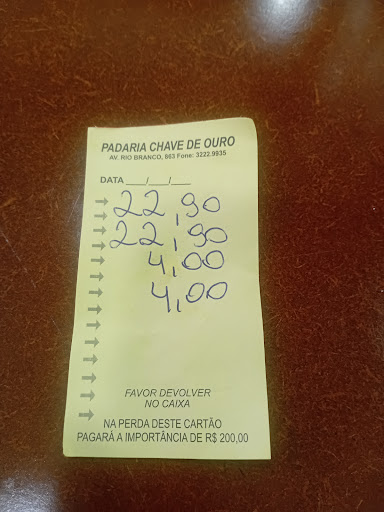 PADARIA CHAVE DE OURO
AV. RIO BRANCO, 863 Fone: 3222.9935
DATA ___/___/___
22,90
22,90
4,00
4,00
FAVOR DEVOLVER
NO CAIXA
NA PERDA DESTE CARTÃO
PAGARÁ A IMPORTÂNCIA DE R$ 200,00